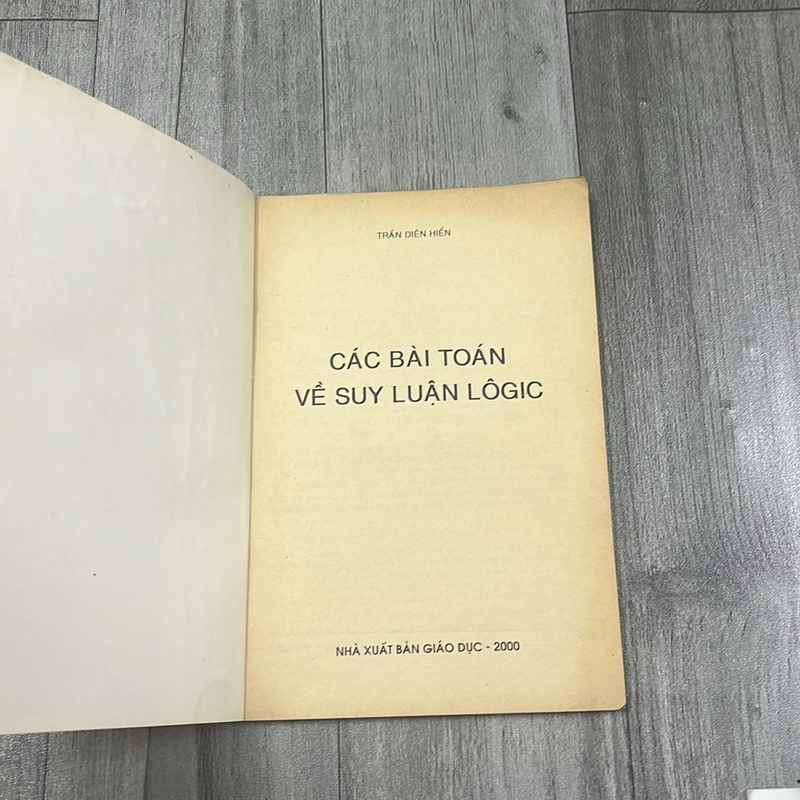 TRẦN DIÊN HIỂN
CÁC BÀI TOÁN
VỀ SUY LUẬN LÔGIC
NHÀ XUẤT BẢN GIÁO DỤC - 2000